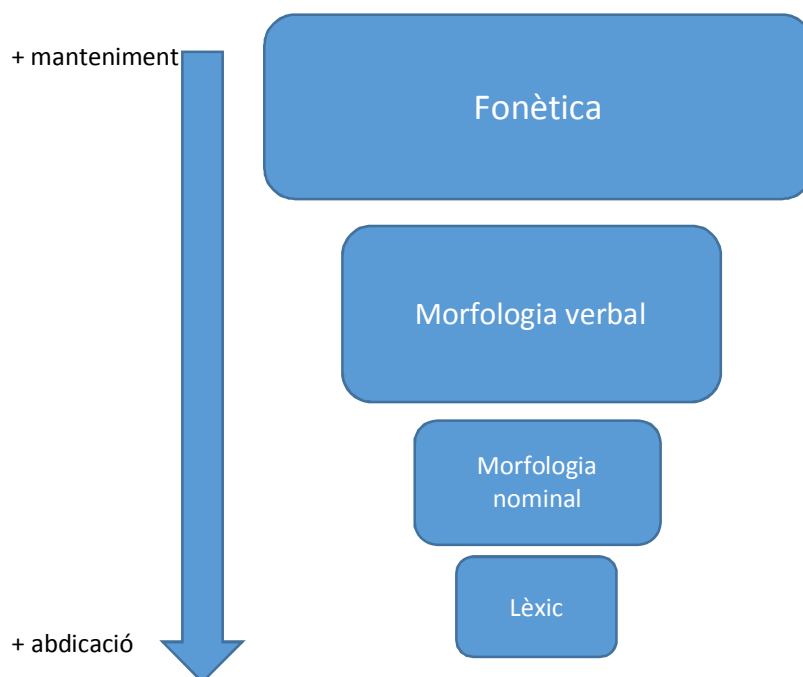 + manteniment
Fonètica
Morfologia verbal
Morfologia
nominal
Lèxic
+ abdicació